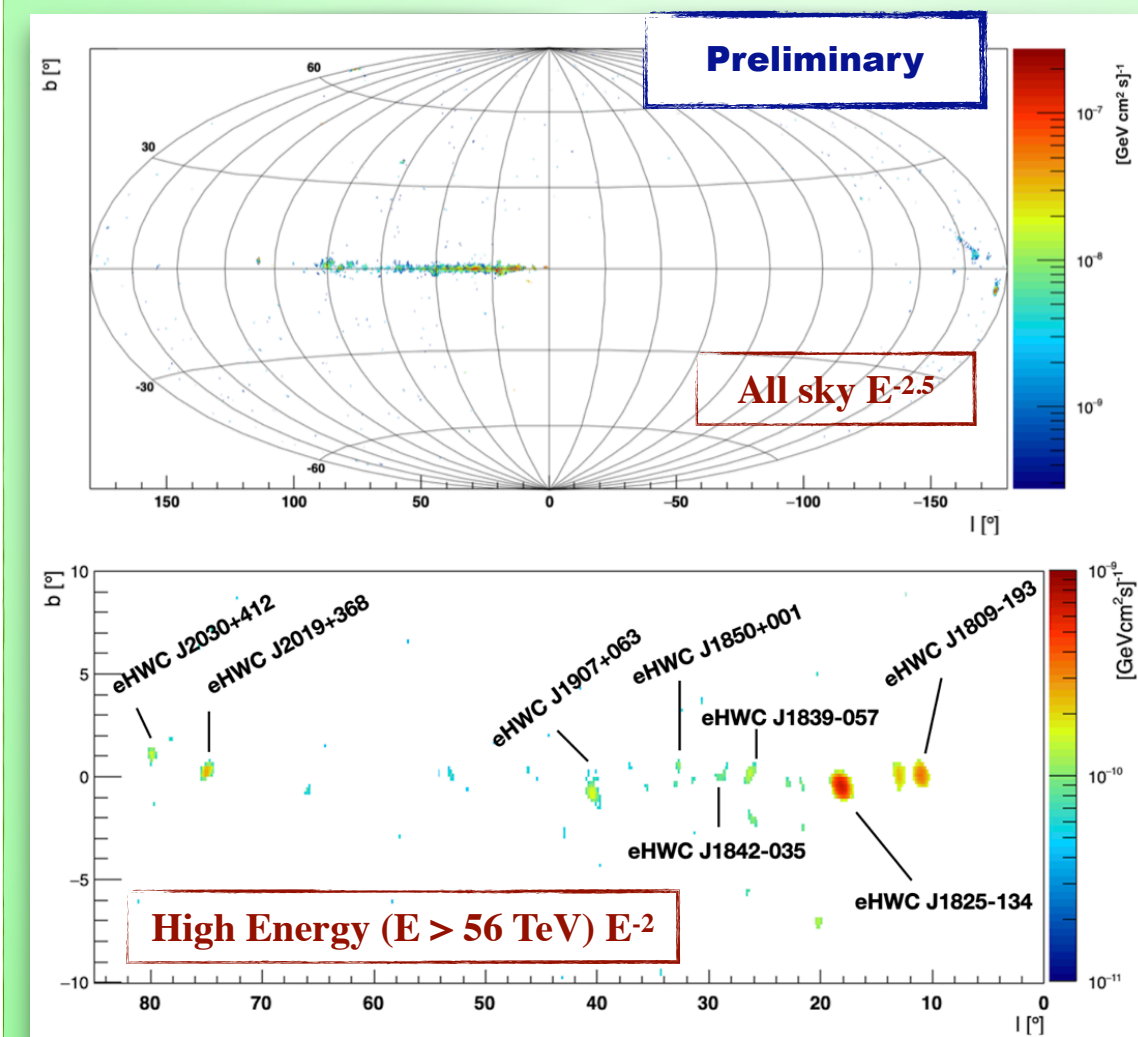 Preliminary
b [°]
60
30
-30
-60
All sky E-2.5
150 100 50 0 −50 −100 −150
l [°]
10−7
10−8
10−9
[GeV cm² s]-1
b [°]
10
5
0
−5
−10
eHWC J2030+412
eHWC J2019+368
eHWC J1907+063
eHWC J1850+001
eHWC J1809-193
eHWC J1839-057
eHWC J1842-035
eHWC J1825-134
High Energy (E > 56 TeV) E-2
80 70 60 50 40 30 20 10 0
l [°]
10−9
10−10
10−11
[GeVcm²s]-1